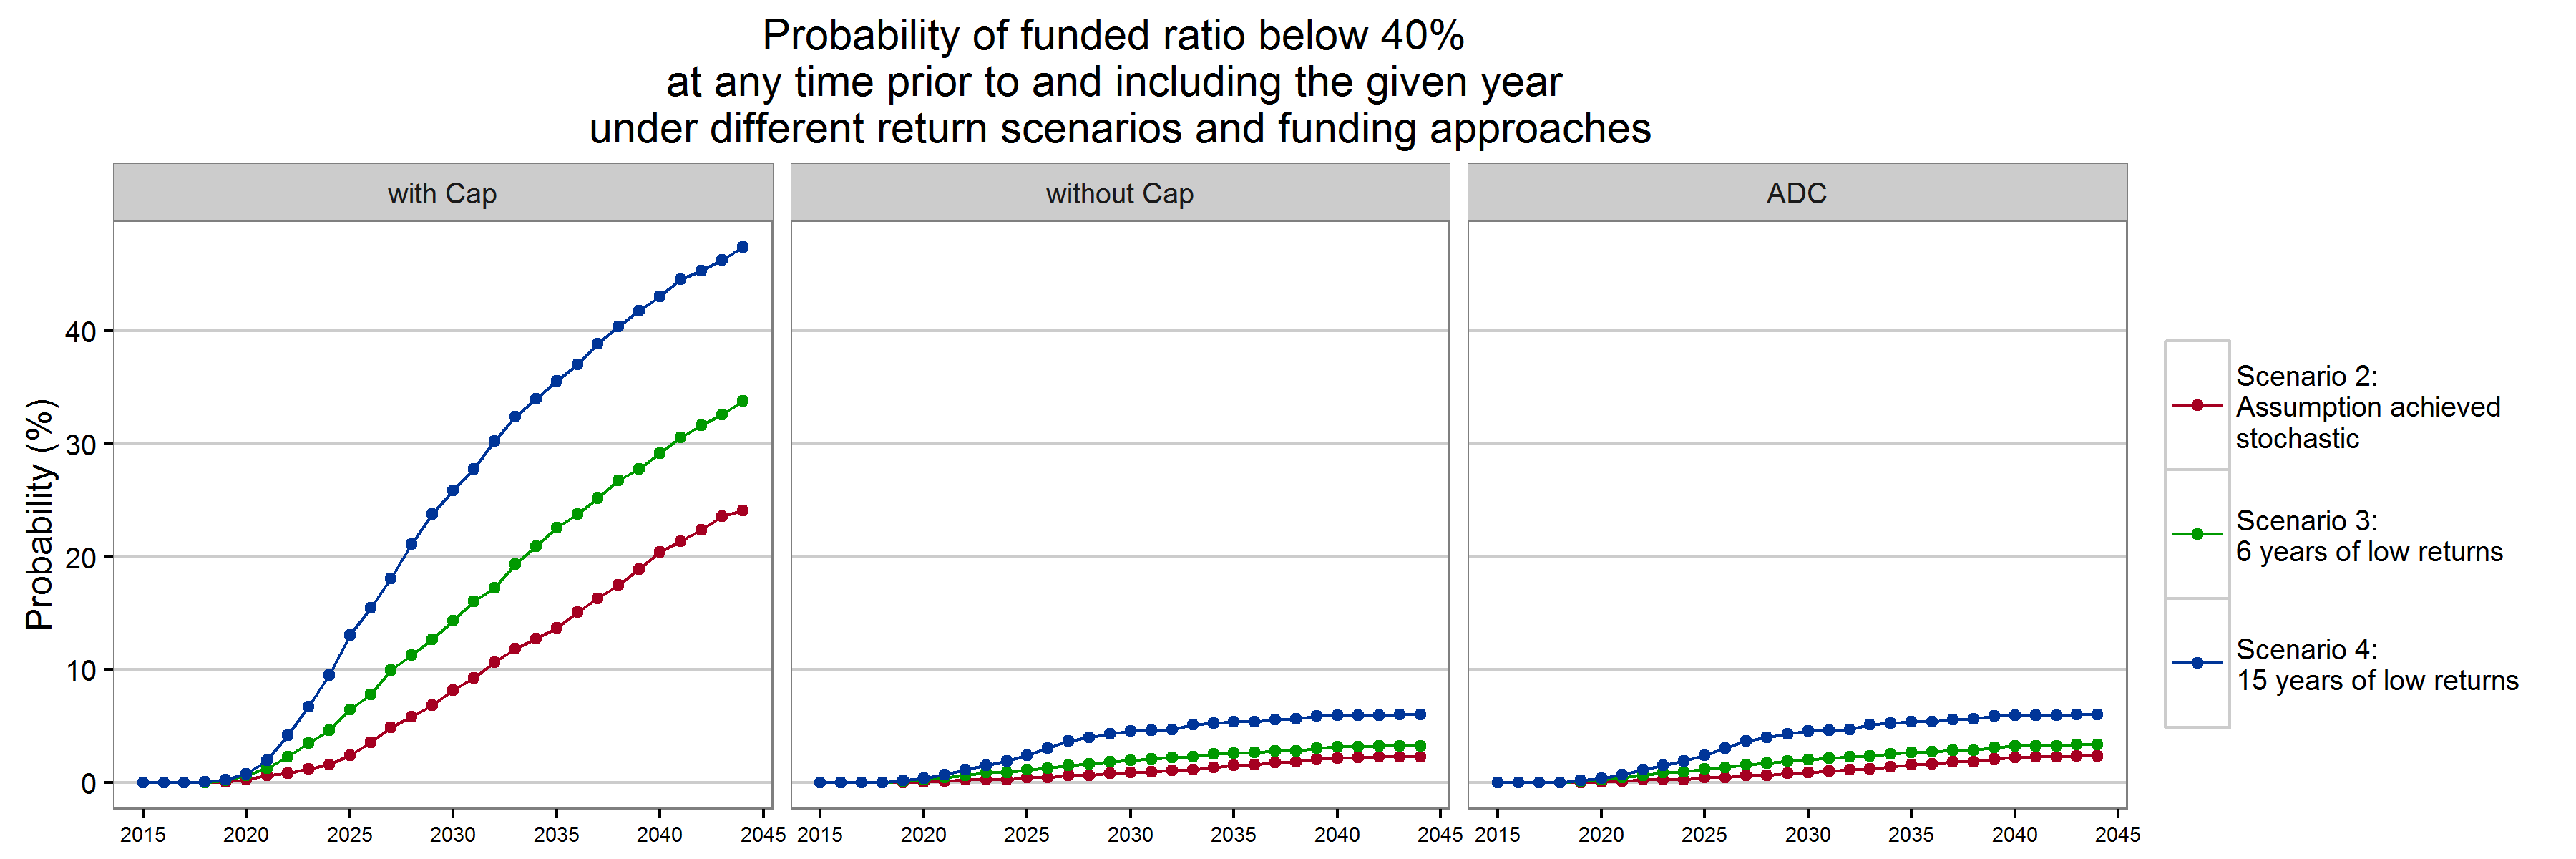 Probability of funded ratio below 40%
at any time prior to and including the given year
under different return scenarios and funding approaches
with Cap
without Cap
ADC
Probability (%)
40
30
20
10
0
2015 2020 2025 2030 2035 2040 2045
2015 2020 2025 2030 2035 2040 2045
2015 2020 2025 2030 2035 2040 2045
Scenario 2:
Assumption achieved
stochastic
Scenario 3:
6 years of low returns
Scenario 4:
15 years of low returns